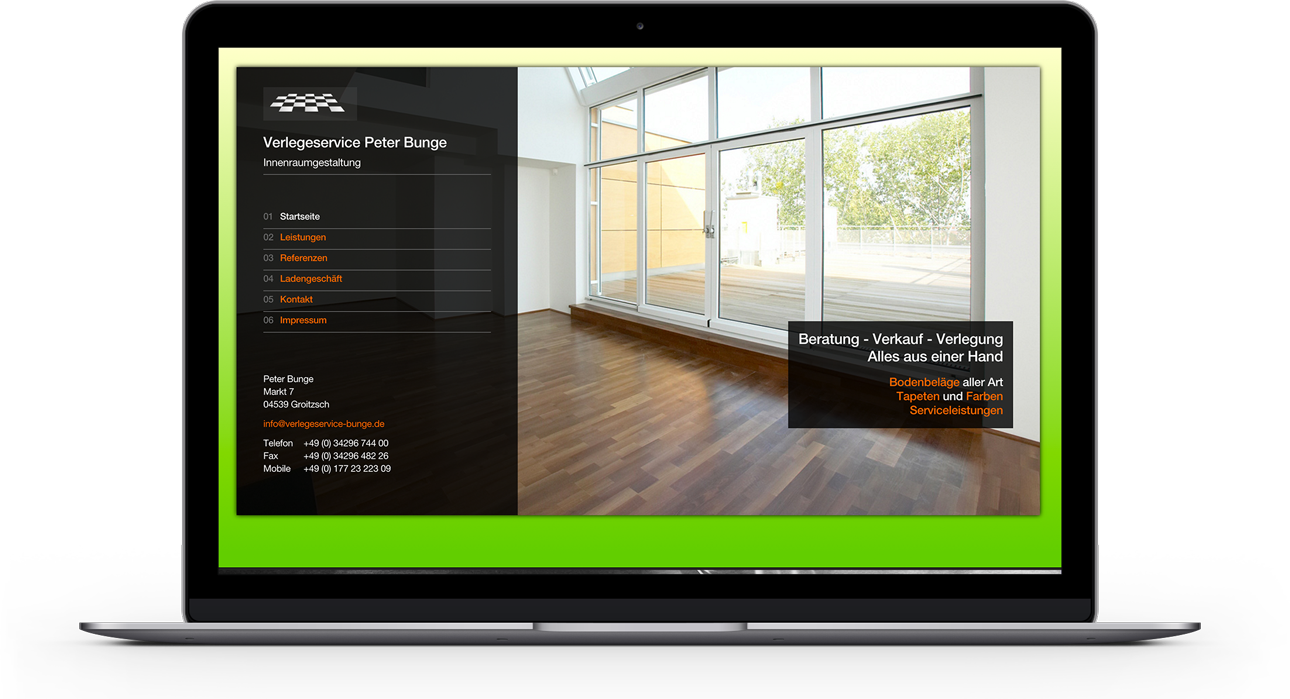 Verlegeservice Peter Bunge
Innenraumgestaltung
01 Startseite
02 Leistungen
03 Referenzen
04 Ladengeschäft
05 Kontakt
06 Impressum
Peter Bunge
Markt 7
04539 Groitzsch
info@verlegeservice-bunge.de
Telefon +49 (0) 34296 744 00
Fax +49 (0) 34296 482 26
Mobile +49 (0) 177 23 223 09
Beratung - Verkauf - Verlegung
Alles aus einer Hand
Bodenbeläge aller Art
Tapeten und Farben
Serviceleistungen